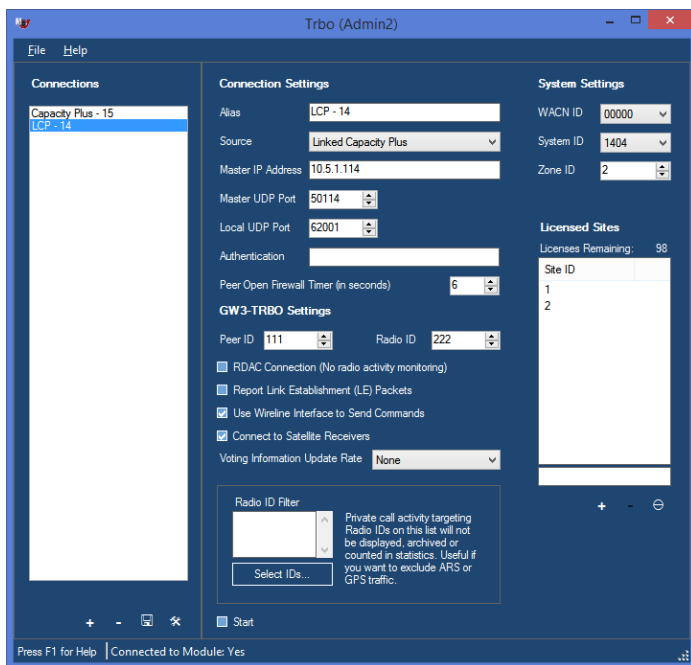 Trbo (Admin2)
File Help
Connections
Capacity Plus - 15
LCP - 14
Connection Settings
Alias LCP - 14
Source Linked Capacity Plus
Master IP Address 10.5.1.114
Master UDP Port 50114
Local UDP Port 62001
Authentication
Peer Open Firewall Timer (in seconds) 6
GW3-TRBO Settings
Peer ID 111 Radio ID 222
RDAC Connection (No radio activity monitoring)
Report Link Establishment (LE) Packets
Use Wireline Interface to Send Commands
Connect to Satellite Receivers
Voting Information Update Rate None
Radio ID Filter
Select IDs...
Private call activity targeting
Radio IDs on this list will not
be displayed, archived or
counted in statistics. Useful if
you want to exclude ARS or
GPS traffic.
Start
System Settings
WACN ID 00000
System ID 1404
Zone ID 2
Licensed Sites
Licenses Remaining: 98
Site ID
1
2
Press F1 for Help Connected to Module: Yes